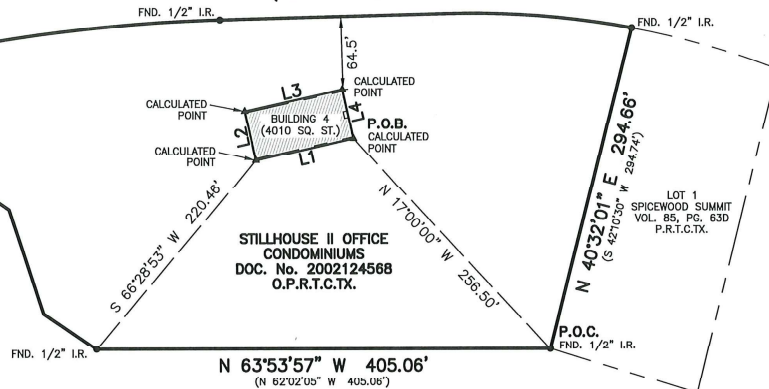 FND. 1/2" I.R.
FND. 1/2" I.R.
64.5'
L3
CALCULATED
POINT
CALCULATED
POINT
BUILDING 4
(4010 SQ. ST.)
L2
L4
P.O.B.
CALCULATED
POINT
CALCULATED
POINT
L1
N 40°32'01" E 294.66'
(S 42°10'30" W 294.74')
LOT 1
SPICEWOOD SUMMIT
VOL. 85, PG. 63D
P.R.T.C.TX.
S 66°28'53" W 220.46'
N 17°00'00" W 256.50'
STILLHOUSE II OFFICE
CONDOMINIUMS
DOC. No. 2002124568
O.P.R.T.C.TX.
P.O.C.
FND. 1/2" I.R.
FND. 1/2" I.R.
N 63°53'57" W 405.06'
(N 62°02'05" W 405.06')